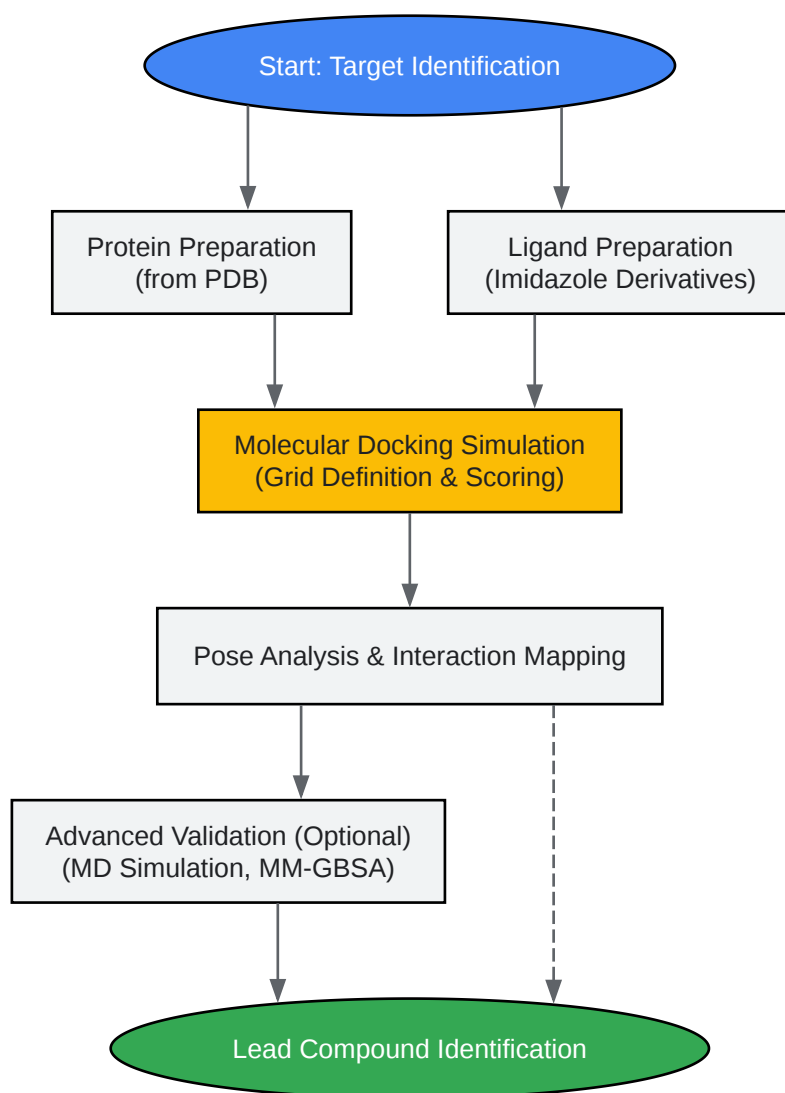 Start: Target Identification
Protein Preparation
(from PDB)
Ligand Preparation
(Imidazole Derivatives)
Molecular Docking Simulation
(Grid Definition & Scoring)
Pose Analysis & Interaction Mapping
Advanced Validation (Optional)
(MD Simulation, MM-GBSA)
Lead Compound Identification